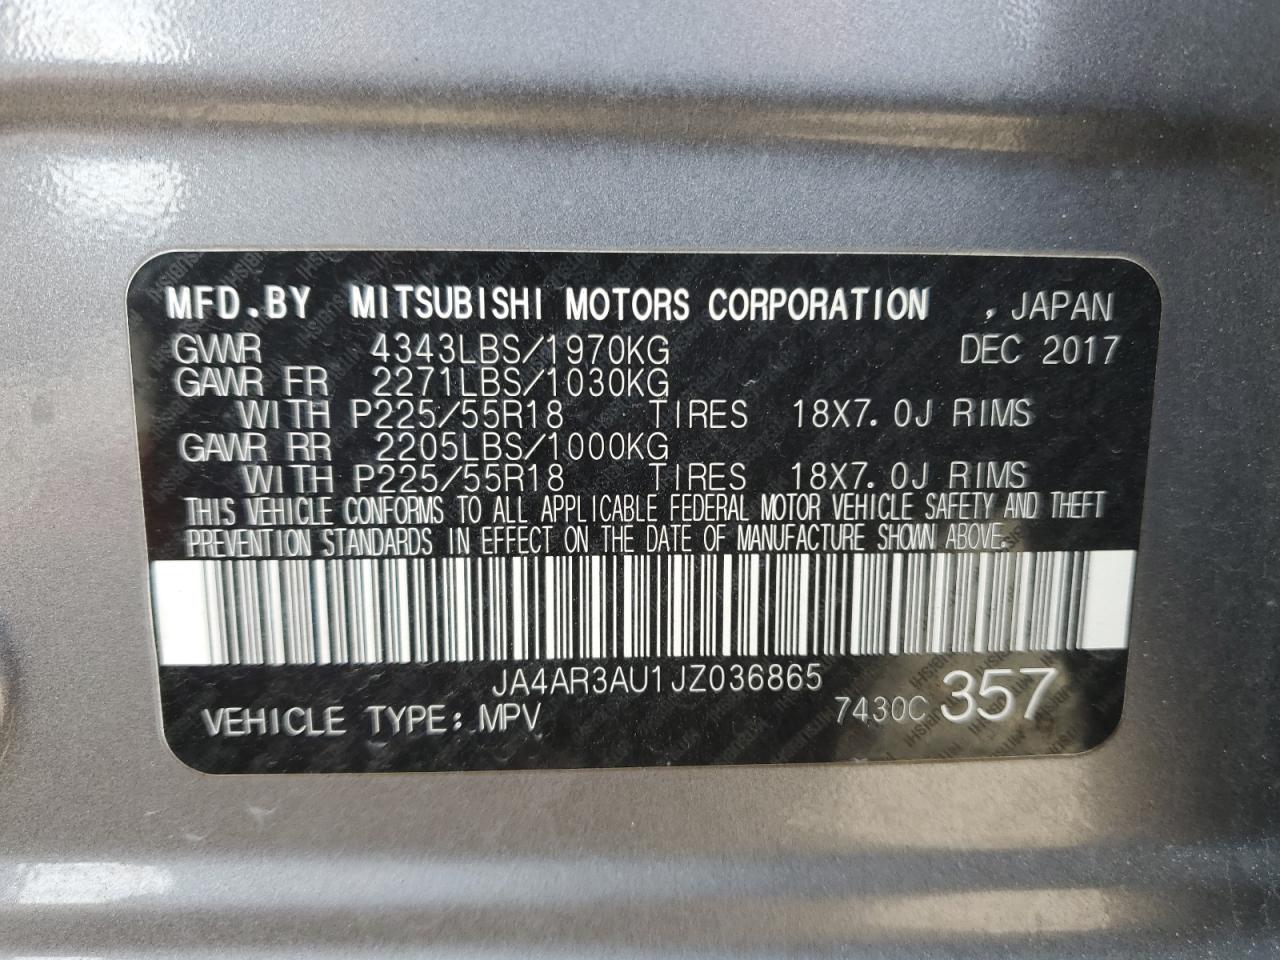 MFD.BY MITSUBISHI MOTORS CORPORATION , JAPAN
GVWR 4343LBS/1970KG DEC 2017
GAWR FR 2271LBS/1030KG
WITH P225/55R18 TIRES 18X7.0J RIMS
GAWR RR 2205LBS/1000KG
WITH P225/55R18 TIRES 18X7.0J RIMS
THIS VEHICLE CONFORMS TO ALL APPLICABLE FEDERAL MOTOR VEHICLE SAFETY AND THEFT
PREVENTION STANDARDS IN EFFECT ON THE DATE OF MANUFACTURE SHOWN ABOVE.
JA4AR3AU1JZ036865
VEHICLE TYPE: MPV 7430C 357